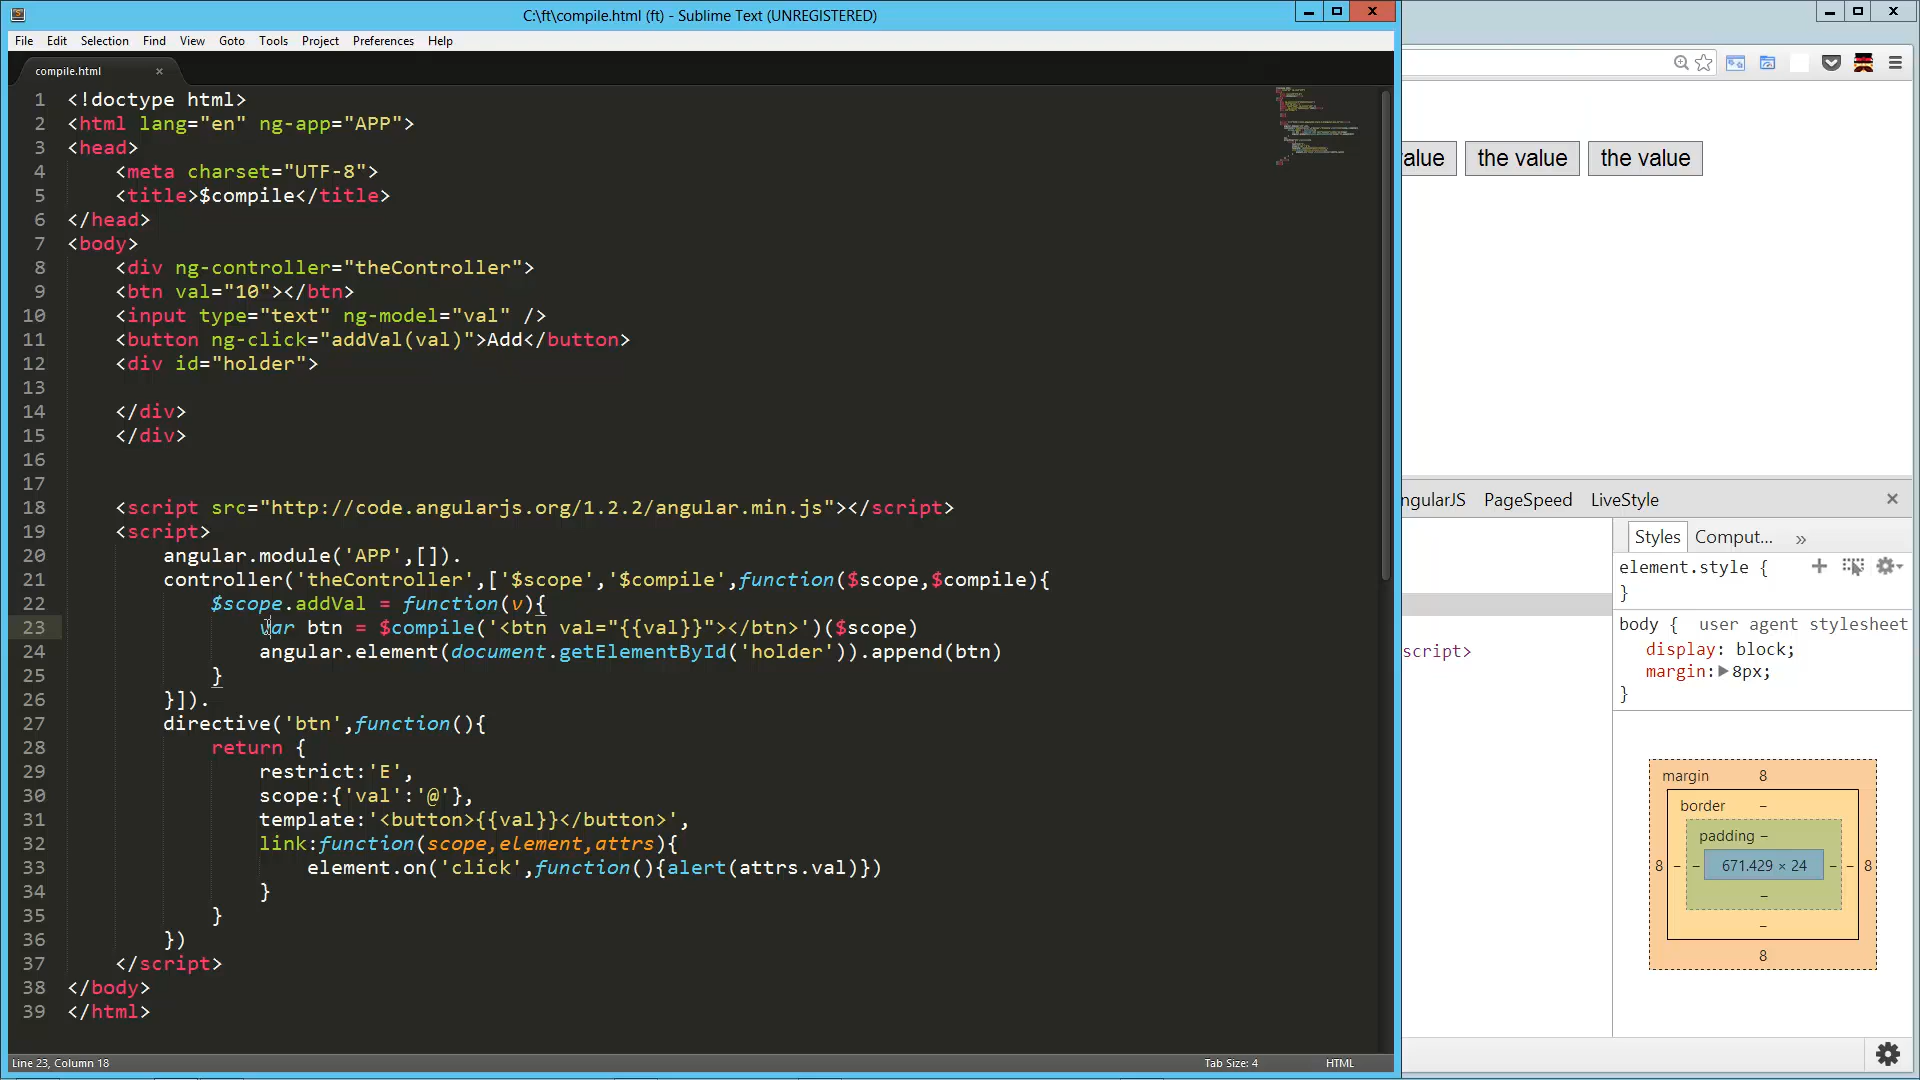 C:\ft\compile.html (ft) - Sublime Text (UNREGISTERED)
File Edit Selection Find View Goto Tools Project Preferences Help
compile.html ×
1 <!doctype html>
2 <html lang="en" ng-app="APP">
3 <head>
4 <meta charset="UTF-8">
5 <title>$compile</title>
6 </head>
7 <body>
8 <div ng-controller="theController">
9 <btn val="10"></btn>
10 <input type="text" ng-model="val" />
11 <button ng-click="addVal(val)">Add</button>
12 <div id="holder">
13
14 </div>
15 </div>
16
17
18 <script src="http://code.angularjs.org/1.2.2/angular.min.js"></script>
19 <script>
20 angular.module('APP',[]).
21 controller('theController',['$scope','$compile',function($scope,$compile){
22 $scope.addVal = function(v){
23 var btn = $compile('<btn val="{{val}}"></btn>')($scope)
24 angular.element(document.getElementById('holder')).append(btn)
25 }
26 }]).
27 directive('btn',function(){
28 return {
29 restrict:'E',
30 scope:{'val':'@'},
31 template:'<button>{{val}}</button>',
32 link:function(scope,element,attrs){
33 element.on('click',function(){alert(attrs.val)})
34 }
35 }
36 })
37 </script>
38 </body>
39 </html>
Line 23, Column 18
Tab Size: 4
HTML
alue
the value
the value
ngularJS PageSpeed LiveStyle ×
Styles Comput... »
element.style {
}
body { user agent stylesheet
display: block;
margin: 8px;
}
script>
margin 8
border –
padding –
8 – – 671.429 × 24 – – 8
–
–
8